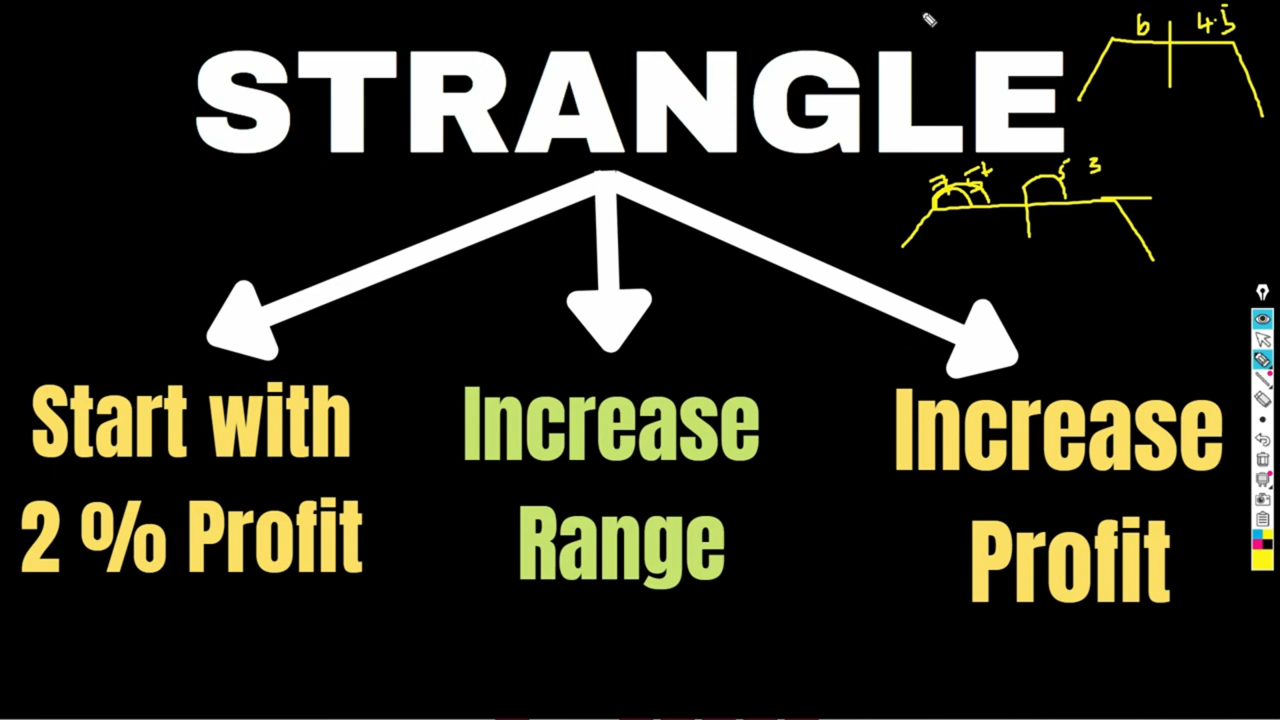 STRANGLE
6 4.5
3
Start with
2 % Profit
Increase
Range
Increase
Profit